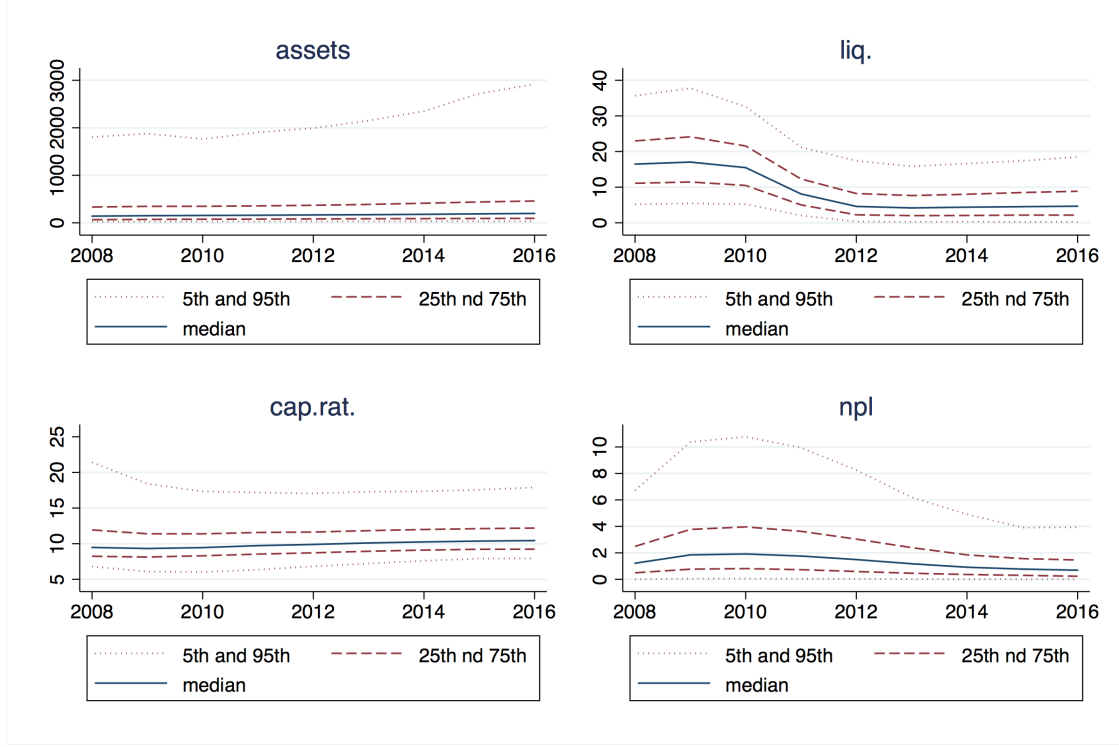 assets
3000
2000
1000
0
2008 2010 2012 2014 2016
5th and 95th 25th nd 75th
median
liq.
40
30
20
10
0
2008 2010 2012 2014 2016
5th and 95th 25th nd 75th
median
cap.rat.
25
20
15
10
5
2008 2010 2012 2014 2016
5th and 95th 25th nd 75th
median
npl
10
8
6
4
2
0
2008 2010 2012 2014 2016
5th and 95th 25th nd 75th
median